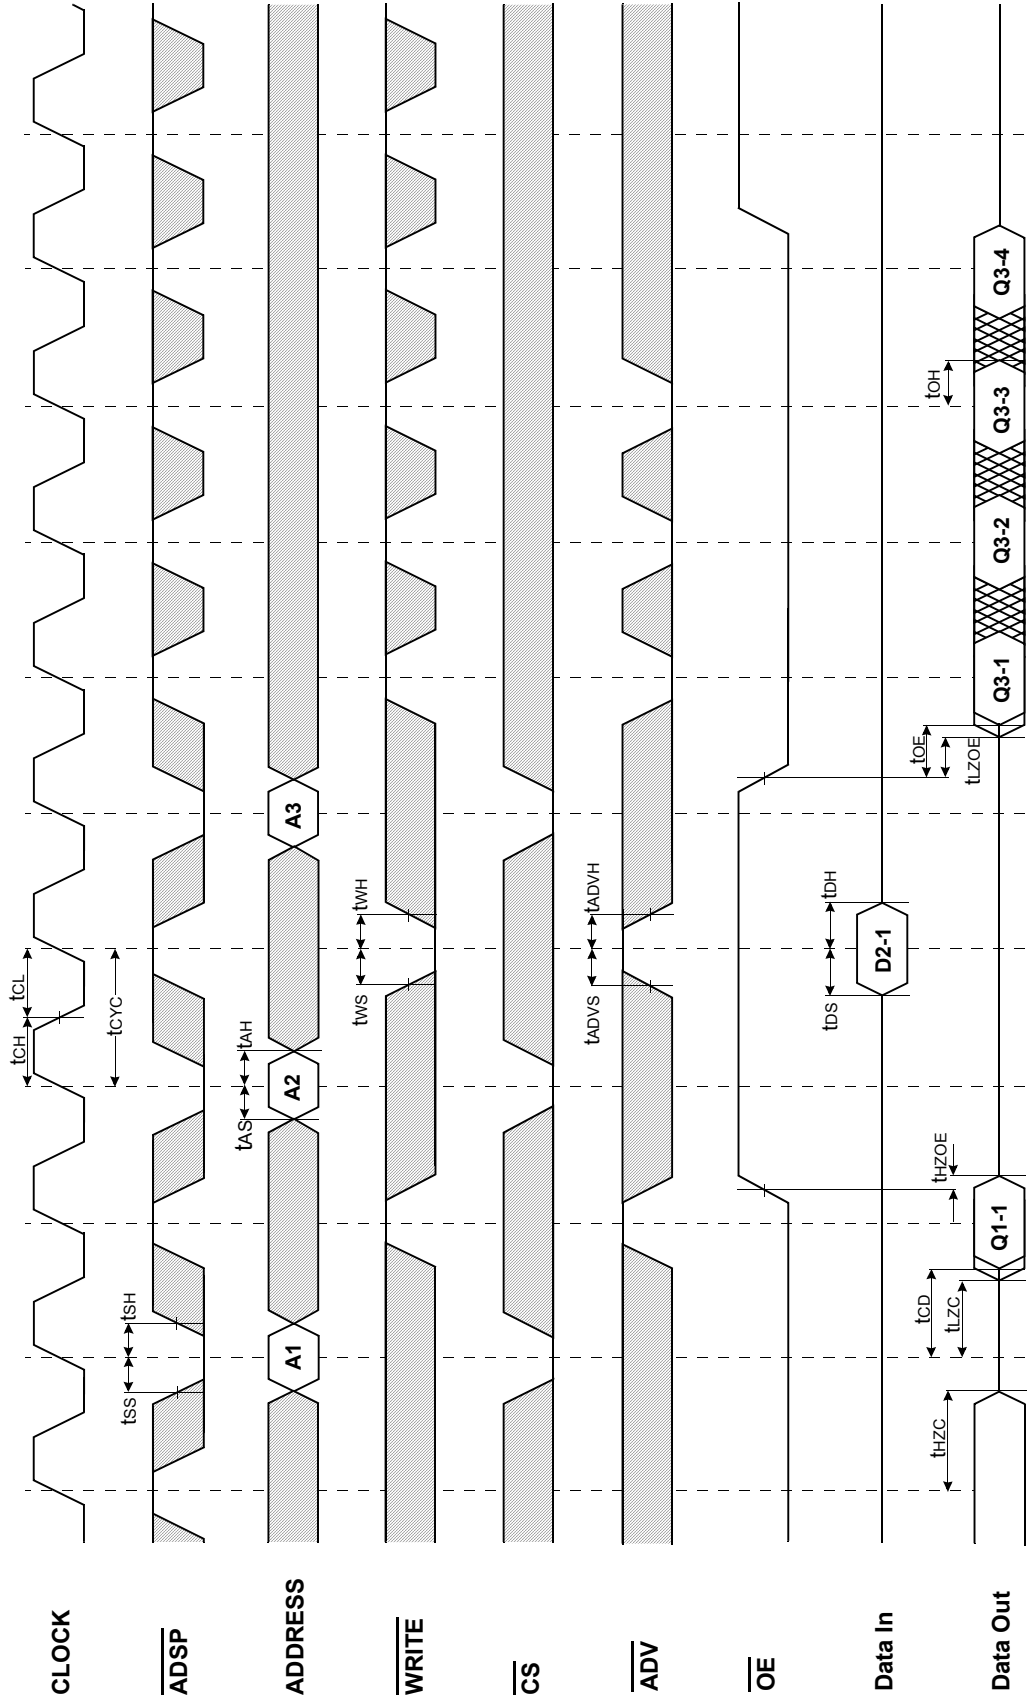 CLOCK
tCH
tCL
tCYC
ADSP
tSS
tSH
ADDRESS
A1
A2
A3
tAS
tAH
WRITE
tWS
tWH
CS
ADV
tADVS
tADVH
OE
Data In
tDS
tDH
D2-1
Data Out
tHZC
tCD
tLZC
tHZOE
tOE
tLZOE
tOH
Q1-1
Q3-1
Q3-2
Q3-3
Q3-4